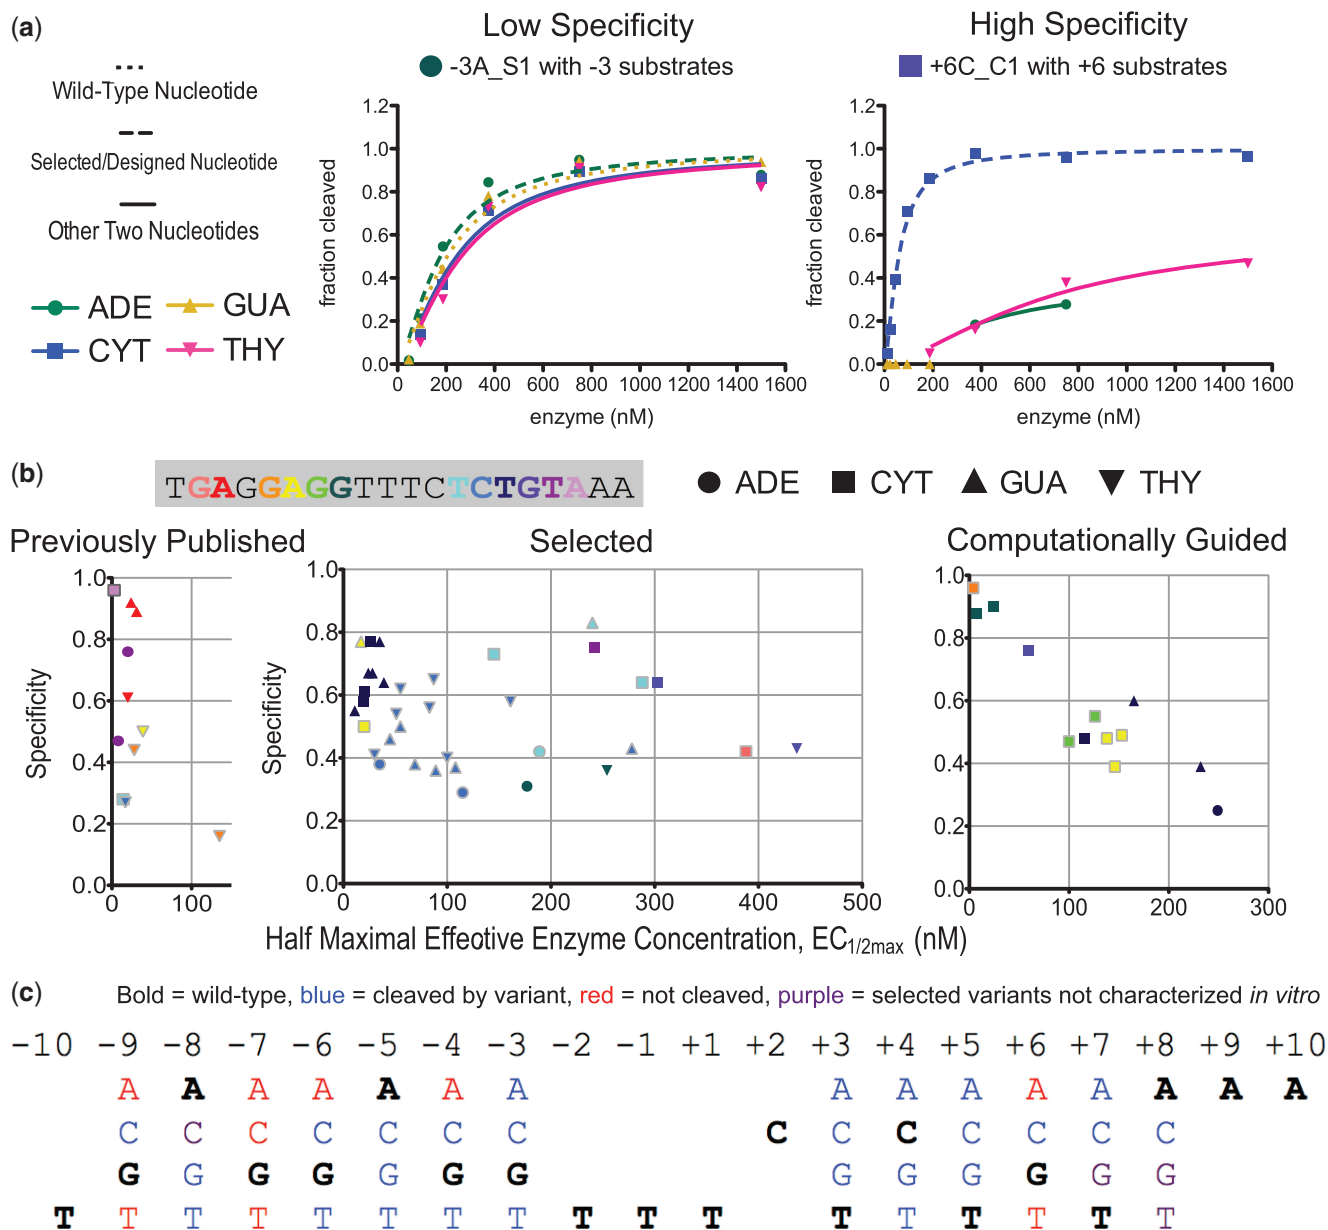 (a)
Low Specificity
High Specificity
-3A_S1 with -3 substrates
+6C_C1 with +6 substrates
Wild-Type Nucleotide
Selected/Designed Nucleotide
Other Two Nucleotides
ADE GUA
CYT THY
fraction cleaved
1.2
1.0
0.8
0.6
0.4
0.2
0.0
0 200 400 600 800 1000 1200 1400 1600
enzyme (nM)
fraction cleaved
1.2
1.0
0.8
0.6
0.4
0.2
0.0
0 200 400 600 800 1000 1200 1400 1600
enzyme (nM)
(b)
TGAGGAGGTTTCTCTGTAAA
ADE CYT GUA THY
Previously Published
Selected
Computationally Guided
Specificity
1.0
0.8
0.6
0.4
0.2
0.0
0 100
Specificity
1.0
0.8
0.6
0.4
0.2
0.0
0 100 200 300 400 500
1.0
0.8
0.6
0.4
0.2
0.0
0 100 200 300
Half Maximal Effective Enzyme Concentration, EC1/2max (nM)
(c)
Bold = wild-type, blue = cleaved by variant, red = not cleaved, purple = selected variants not characterized in vitro
−10 −9 −8 −7 −6 −5 −4 −3 −2 −1 +1 +2 +3 +4 +5 +6 +7 +8 +9 +10
A A A A A A A A A A A A A A A
C C C C C C C C C C C C C C
G G G G G G G G G G G G G
T T T T T T T T T T T T T T T T T